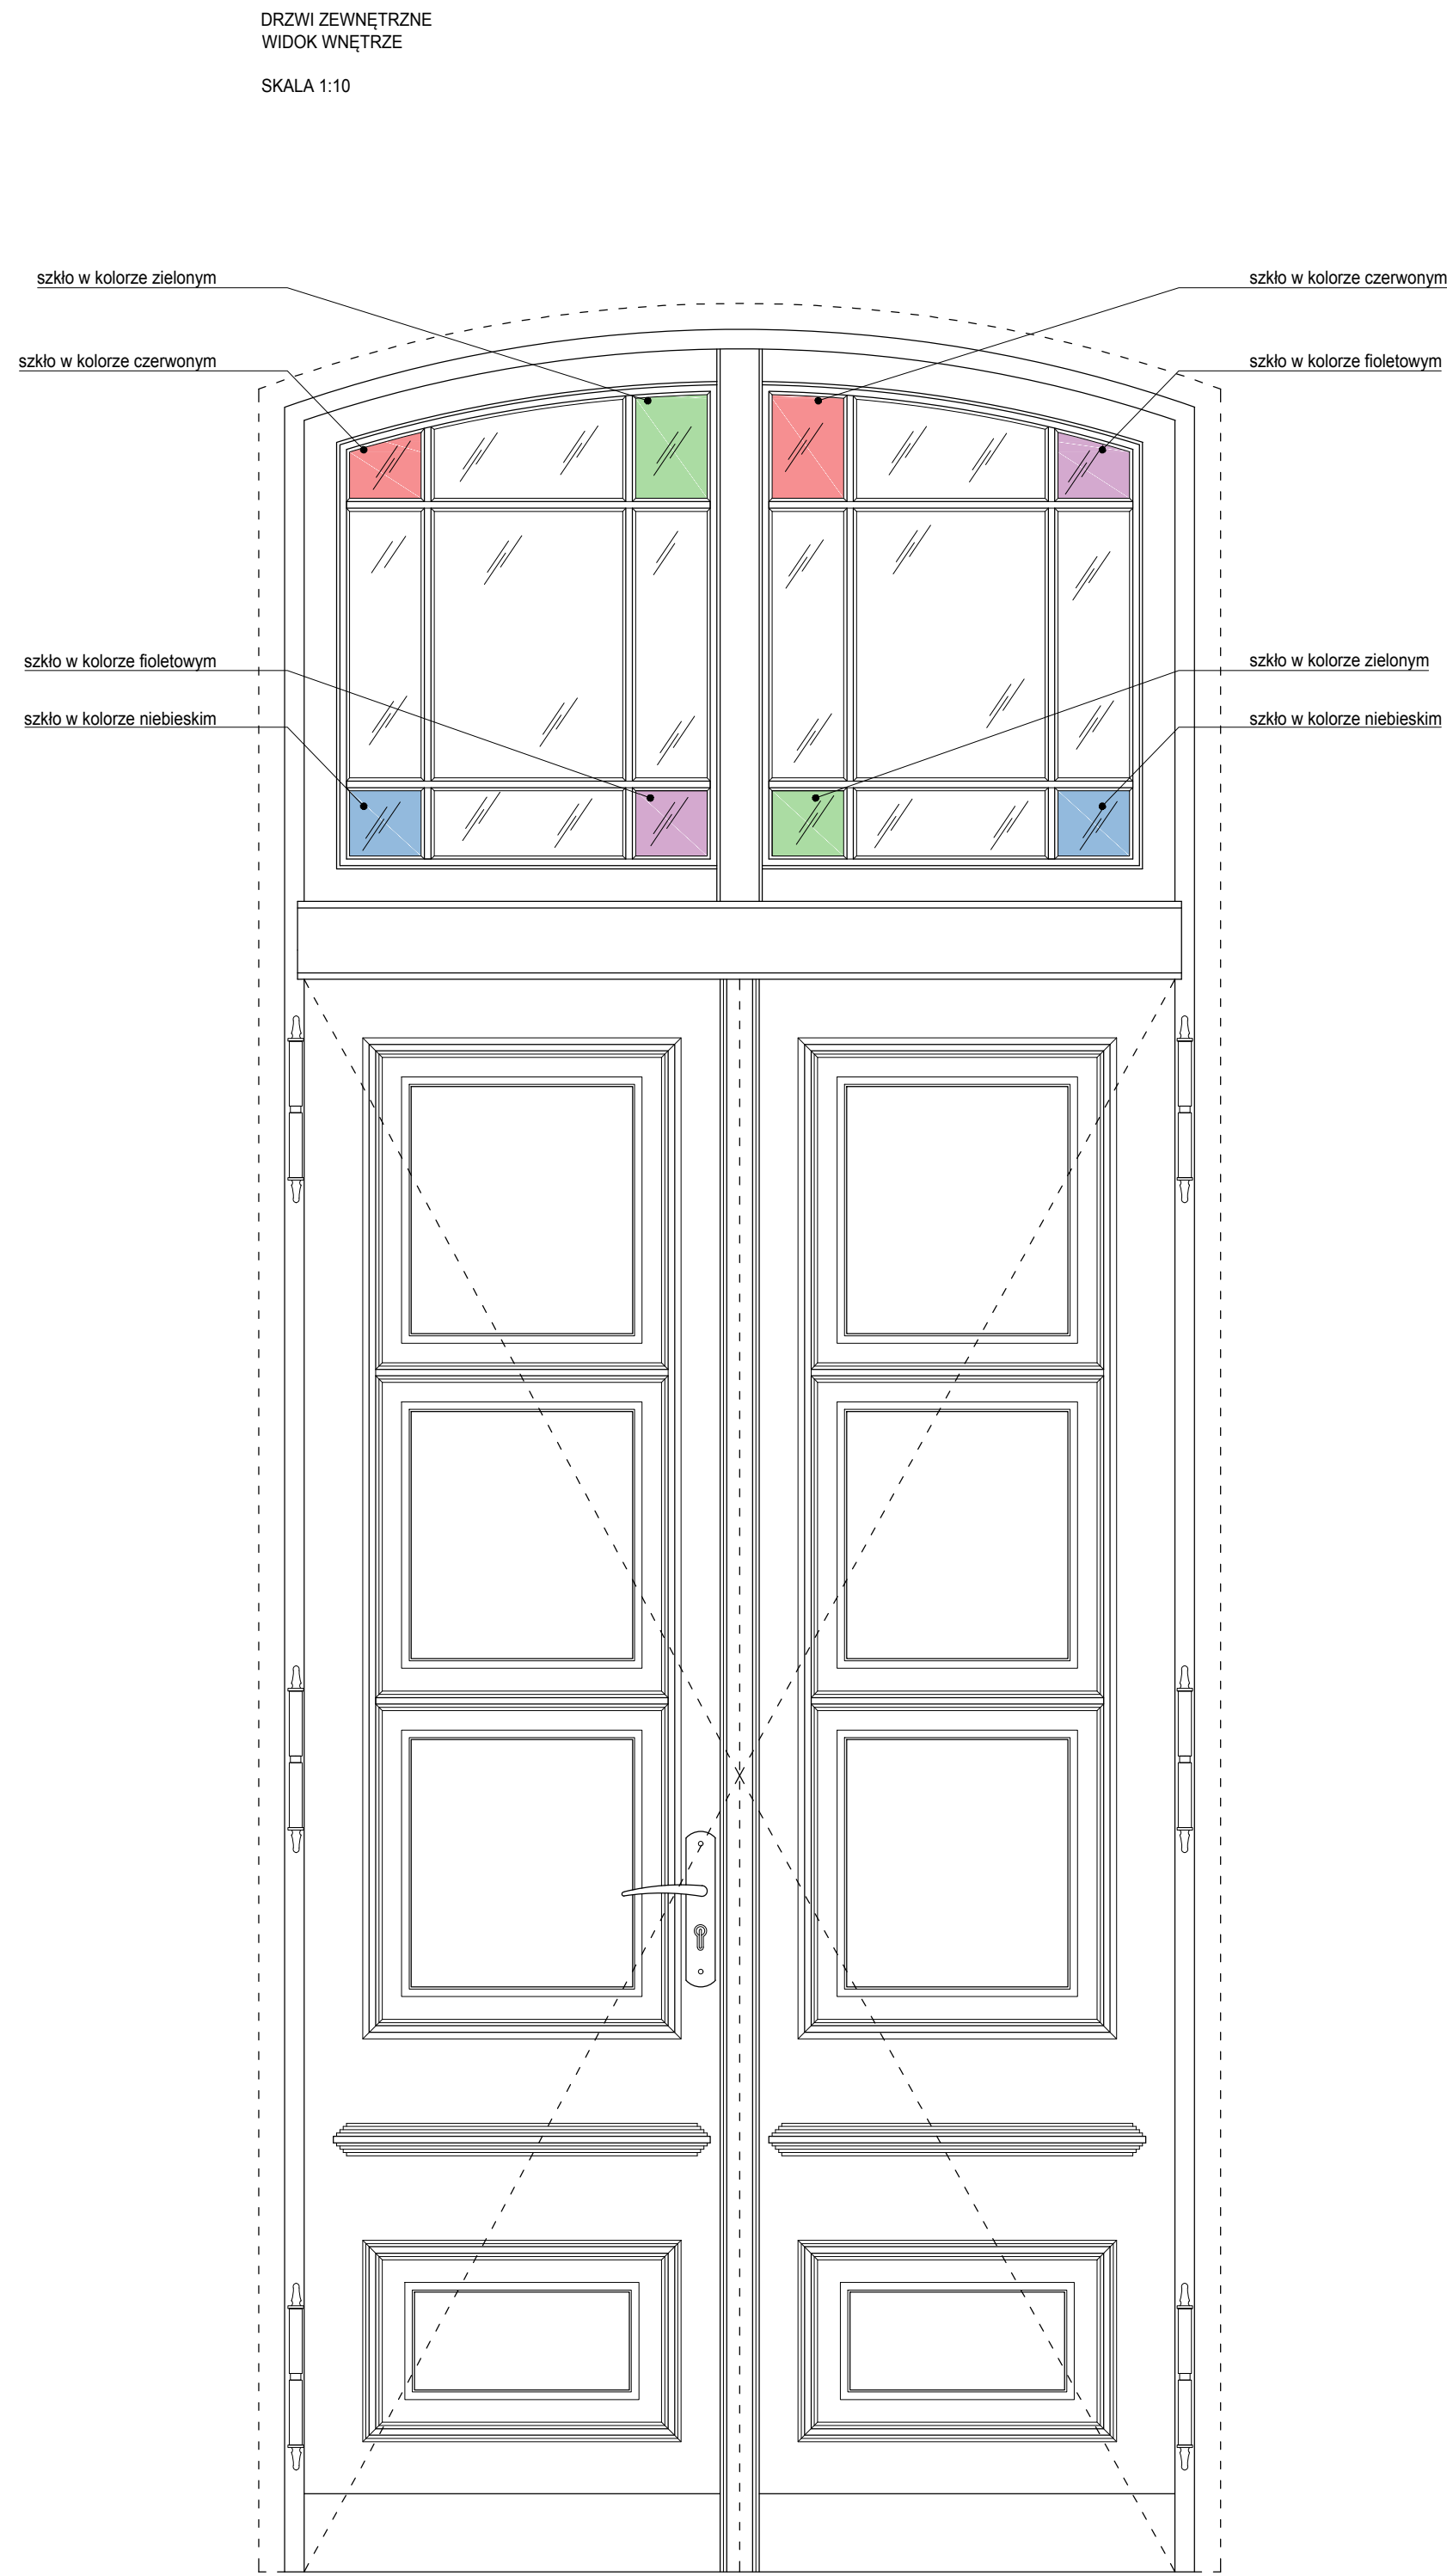 DRZWI ZEWNĘTRZNE
WIDOK WNĘTRZE
SKALA 1:10
szkło w kolorze zielonym
szkło w kolorze czerwonym
szkło w kolorze czerwonym
szkło w kolorze fioletowym
szkło w kolorze fioletowym
szkło w kolorze zielonym
szkło w kolorze niebieskim
szkło w kolorze niebieskim